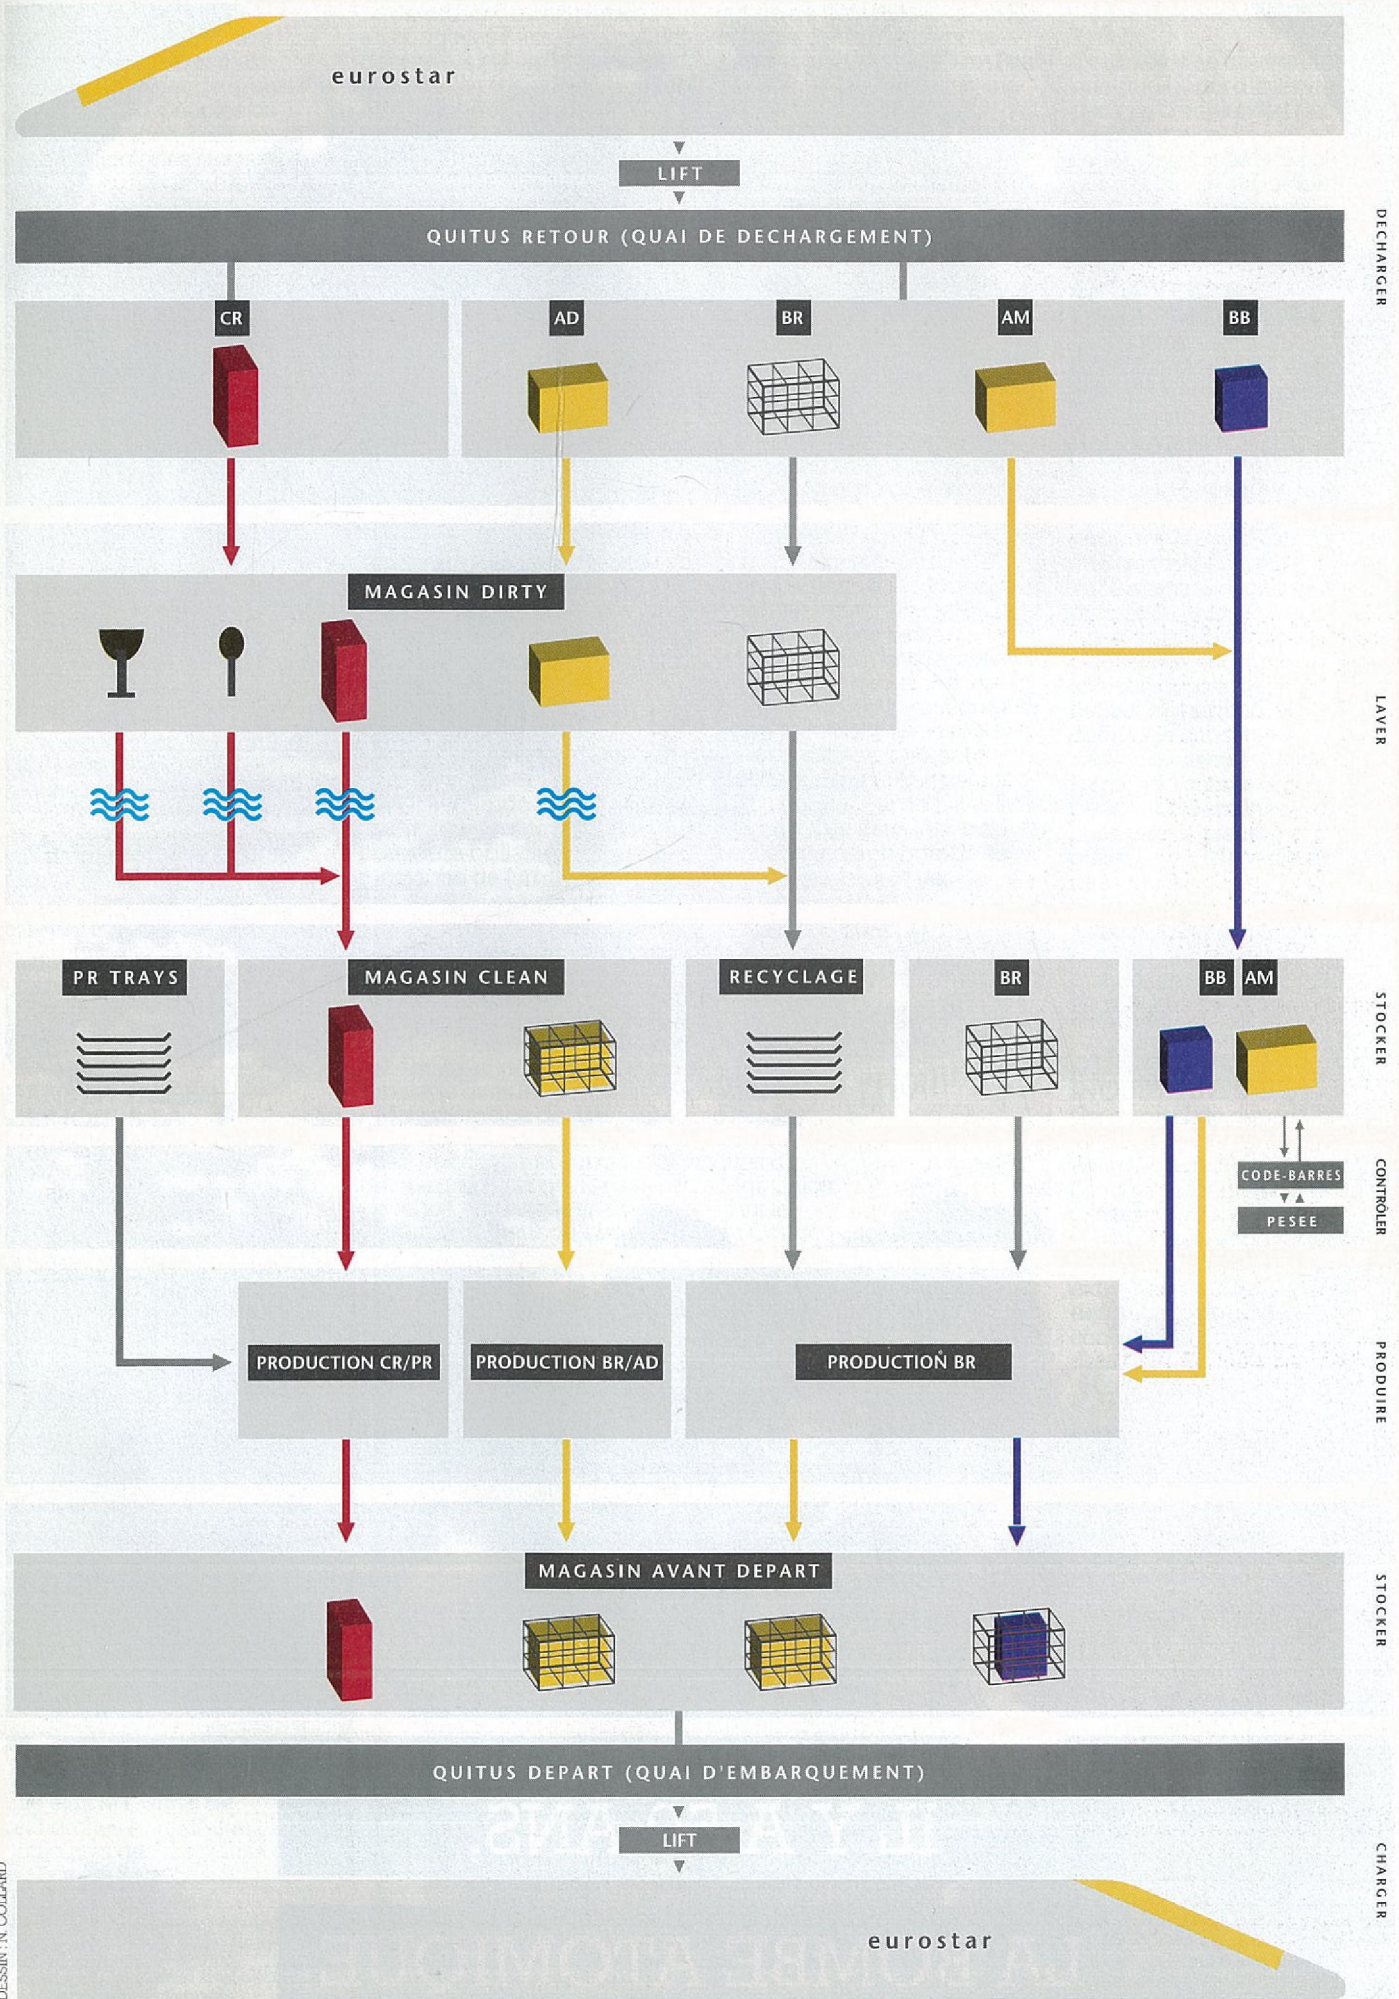 eurostar
LIFT
QUITUS RETOUR (QUAI DE DECHARGEMENT)
DECHARGER
CR
AD
BR
AM
BB
MAGASIN DIRTY
LAVER
PR TRAYS
MAGASIN CLEAN
RECYCLAGE
BR
BB
AM
STOCKER
CODE-BARRES
PESEE
CONTRÔLER
PRODUCTION CR/PR
PRODUCTION BR/AD
PRODUCTION BR
PRODUIRE
MAGASIN AVANT DEPART
STOCKER
QUITUS DEPART (QUAI D'EMBARQUEMENT)
LIFT
CHARGER
eurostar
DESSIN : N. COLLARD